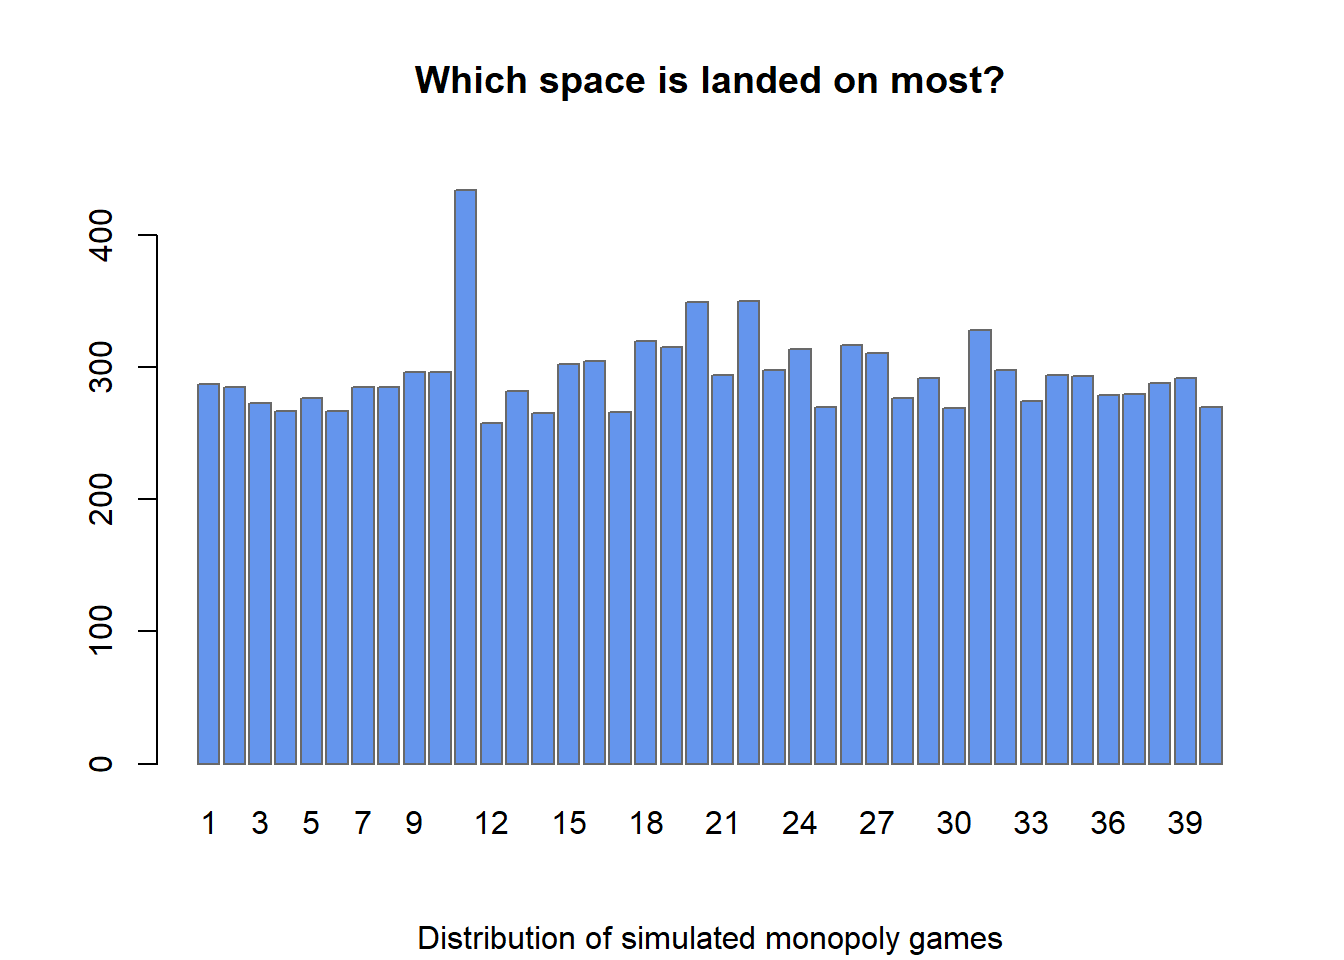 Which space is landed on most?
400
300
200
100
0
1 3 5 7 9 12 15 18 21 24 27 30 33 36 39
Distribution of simulated monopoly games